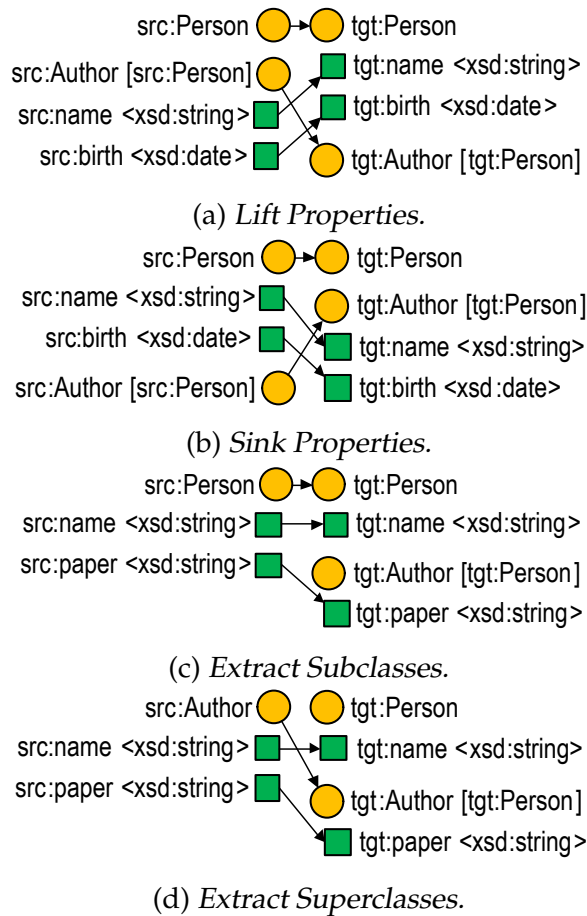 src:Person tgt:Person
src:Author [src:Person] tgt:name <xsd:string>
src:name <xsd:string> tgt:birth <xsd:date>
src:birth <xsd:date> tgt:Author [tgt:Person]
(a) Lift Properties.
src:Person tgt:Person
src:name <xsd:string> tgt:Author [tgt:Person]
src:birth <xsd:date> tgt:name <xsd:string>
src:Author [src:Person] tgt:birth <xsd:date>
(b) Sink Properties.
src:Person tgt:Person
src:name <xsd:string> tgt:name <xsd:string>
src:paper <xsd:string> tgt:Author [tgt:Person]
tgt:paper <xsd:string>
(c) Extract Subclasses.
src:Author tgt:Person
src:name <xsd:string> tgt:name <xsd:string>
src:paper <xsd:string> tgt:Author [tgt:Person]
tgt:paper <xsd:string>
(d) Extract Superclasses.